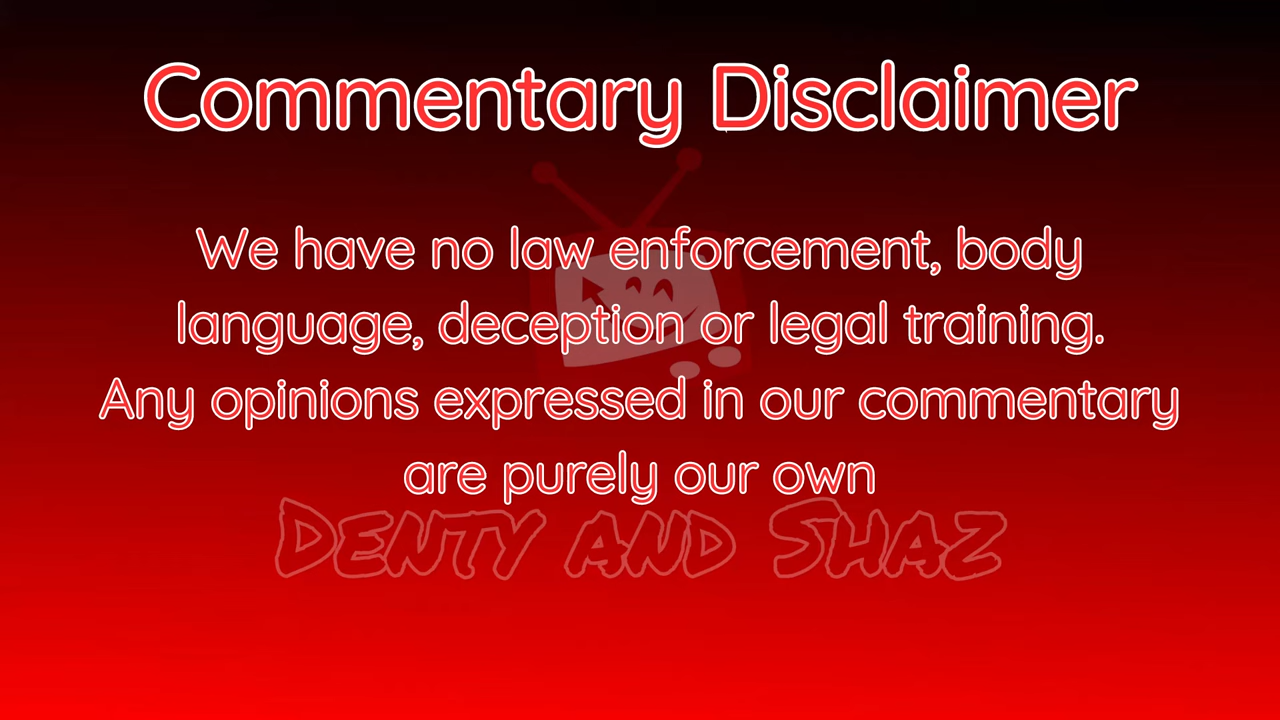 Commentary Disclaimer
We have no law enforcement, body
language, deception or legal training.
Any opinions expressed in our commentary
are purely our own
Denty and Shaz